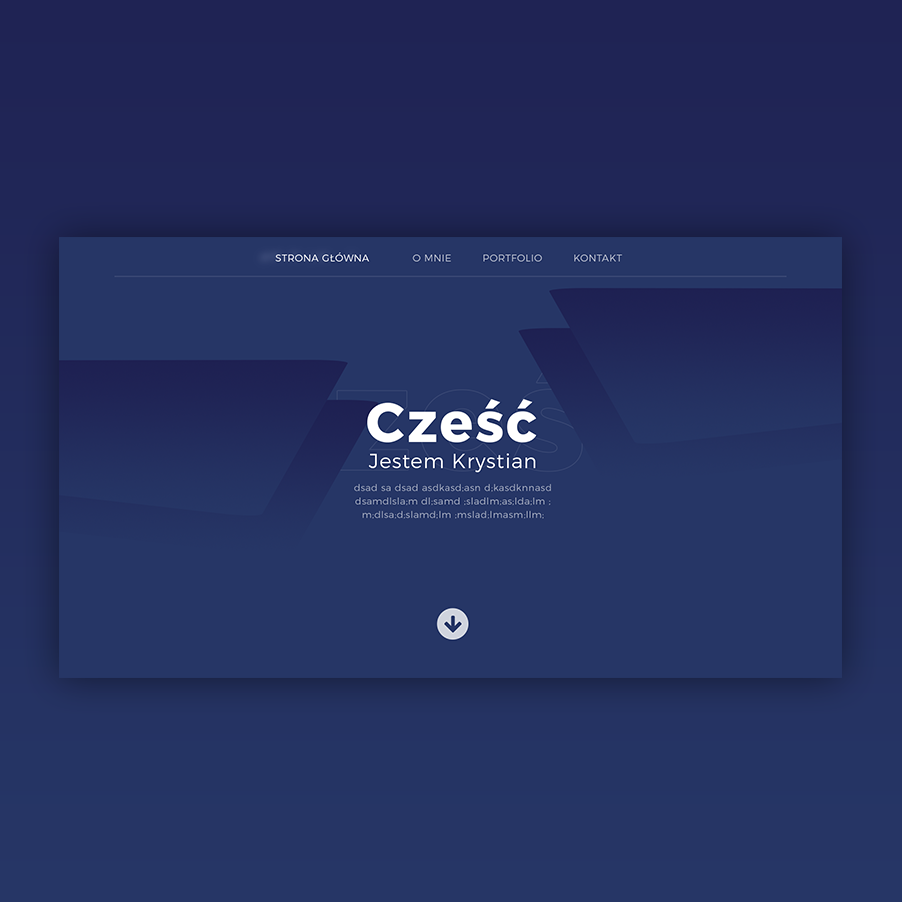 STRONA GŁÓWNA O MNIE PORTFOLIO KONTAKT
Cześć
Jestem Krystian
dsad sa dsad asdkasd;asn d;kasdknnasd
dsamdlsla;m dl;samd ;sladlm;as;lda;lm ;
m;dlsa;d;slamd;lm ;mslad;lmasm;llm;